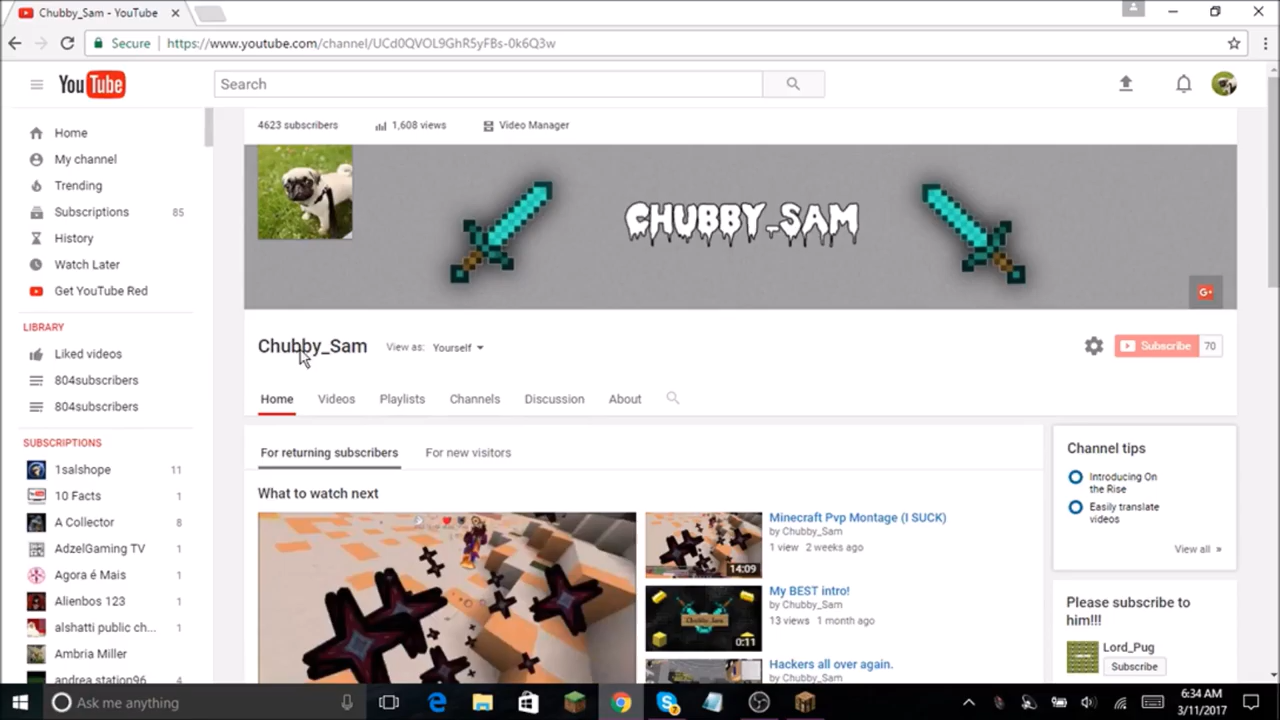 Chubby_Sam - YouTube
Secure https://www.youtube.com/channel/UCd0QVOL9GhR5yFBs-0k6Q3w
YouTube
Search
4623 subscribers 1,608 views Video Manager
Home
My channel
Trending
Subscriptions 85
History
Watch Later
Get YouTube Red
LIBRARY
Liked videos
804subscribers
804subscribers
SUBSCRIPTIONS
1salshope 11
10 Facts 1
A Collector 8
AdzelGaming TV 1
Agora é Mais 1
Alienbos 123 1
alshatti public ch... 1
Ambria Miller
andrea station96 4
CHUBBY_SAM
G+
Chubby_Sam View as: Yourself
Subscribe 70
Home Videos Playlists Channels Discussion About
For returning subscribers For new visitors
What to watch next
Minecraft Pvp Montage (I SUCK)
by Chubby_Sam
1 view 2 weeks ago
14:09
My BEST intro!
by Chubby_Sam
13 views 1 month ago
Chubby_Sam
0:11
Hackers all over again.
by Chubby_Sam
Channel tips
Introducing On
the Rise
Easily translate
videos
View all »
Please subscribe to
him!!!
Lord_Pug
Subscribe
Ask me anything
6:34 AM
3/11/2017